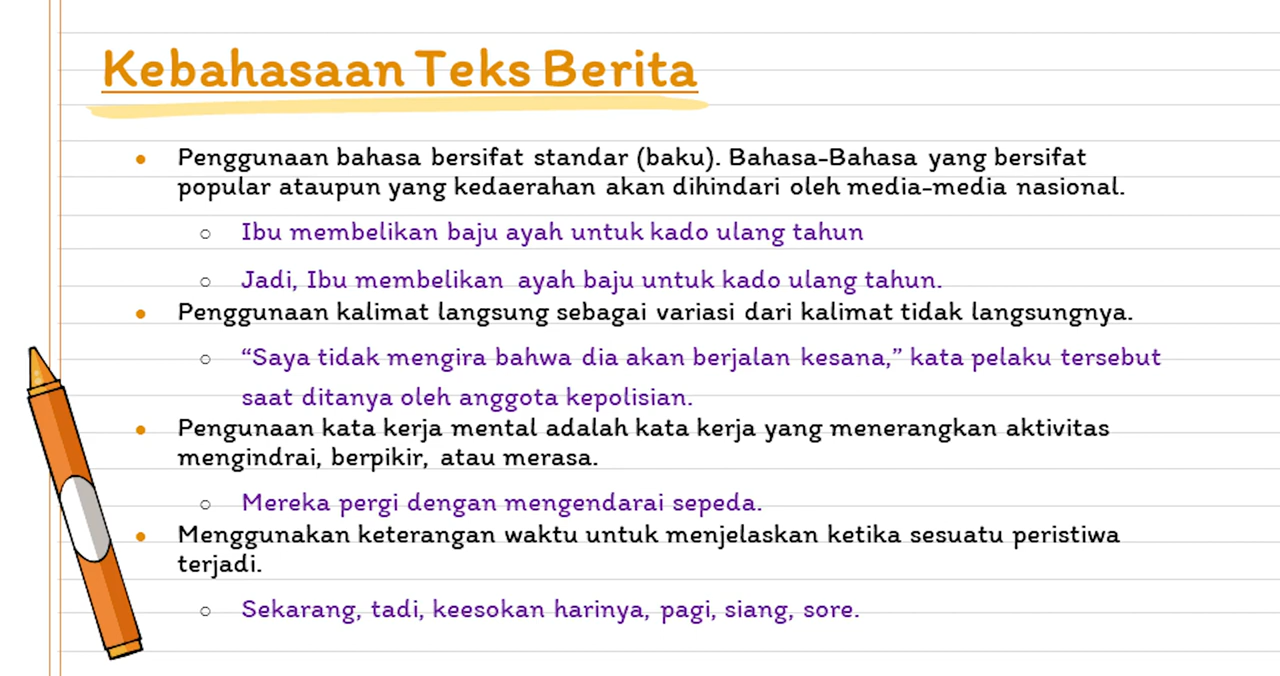 Kebahasaan Teks Berita
• Penggunaan bahasa bersifat standar (baku). Bahasa-Bahasa yang bersifat
popular ataupun yang kedaerahan akan dihindari oleh media-media nasional.
○ Ibu membelikan baju ayah untuk kado ulang tahun
○ Jadi, Ibu membelikan ayah baju untuk kado ulang tahun.
• Penggunaan kalimat langsung sebagai variasi dari kalimat tidak langsungnya.
○ “Saya tidak mengira bahwa dia akan berjalan kesana,” kata pelaku tersebut
saat ditanya oleh anggota kepolisian.
• Pengunaan kata kerja mental adalah kata kerja yang menerangkan aktivitas
mengindrai, berpikir, atau merasa.
○ Mereka pergi dengan mengendarai sepeda.
• Menggunakan keterangan waktu untuk menjelaskan ketika sesuatu peristiwa
terjadi.
○ Sekarang, tadi, keesokan harinya, pagi, siang, sore.